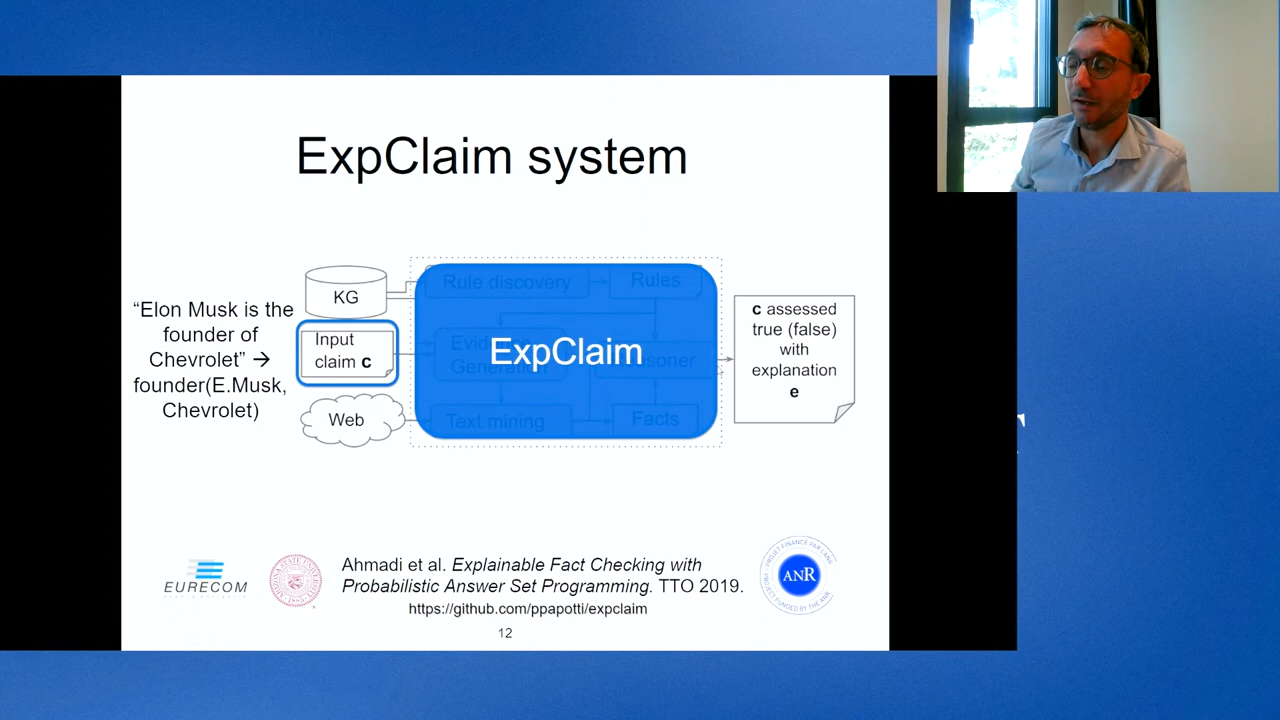 ExpClaim system
KG
Rule discovery
Rules
"Elon Musk is the
founder of
Chevrolet" →
founder(E.Musk,
Chevrolet)
Input
claim c
Generation
ExpClaim
c assessed
true (false)
with
explanation
e
Web
Text mining
Facts
EURECOM
Ahmadi et al. Explainable Fact Checking with
Probabilistic Answer Set Programming. TTO 2019.
https://github.com/ppapotti/expclaim
ANR
12